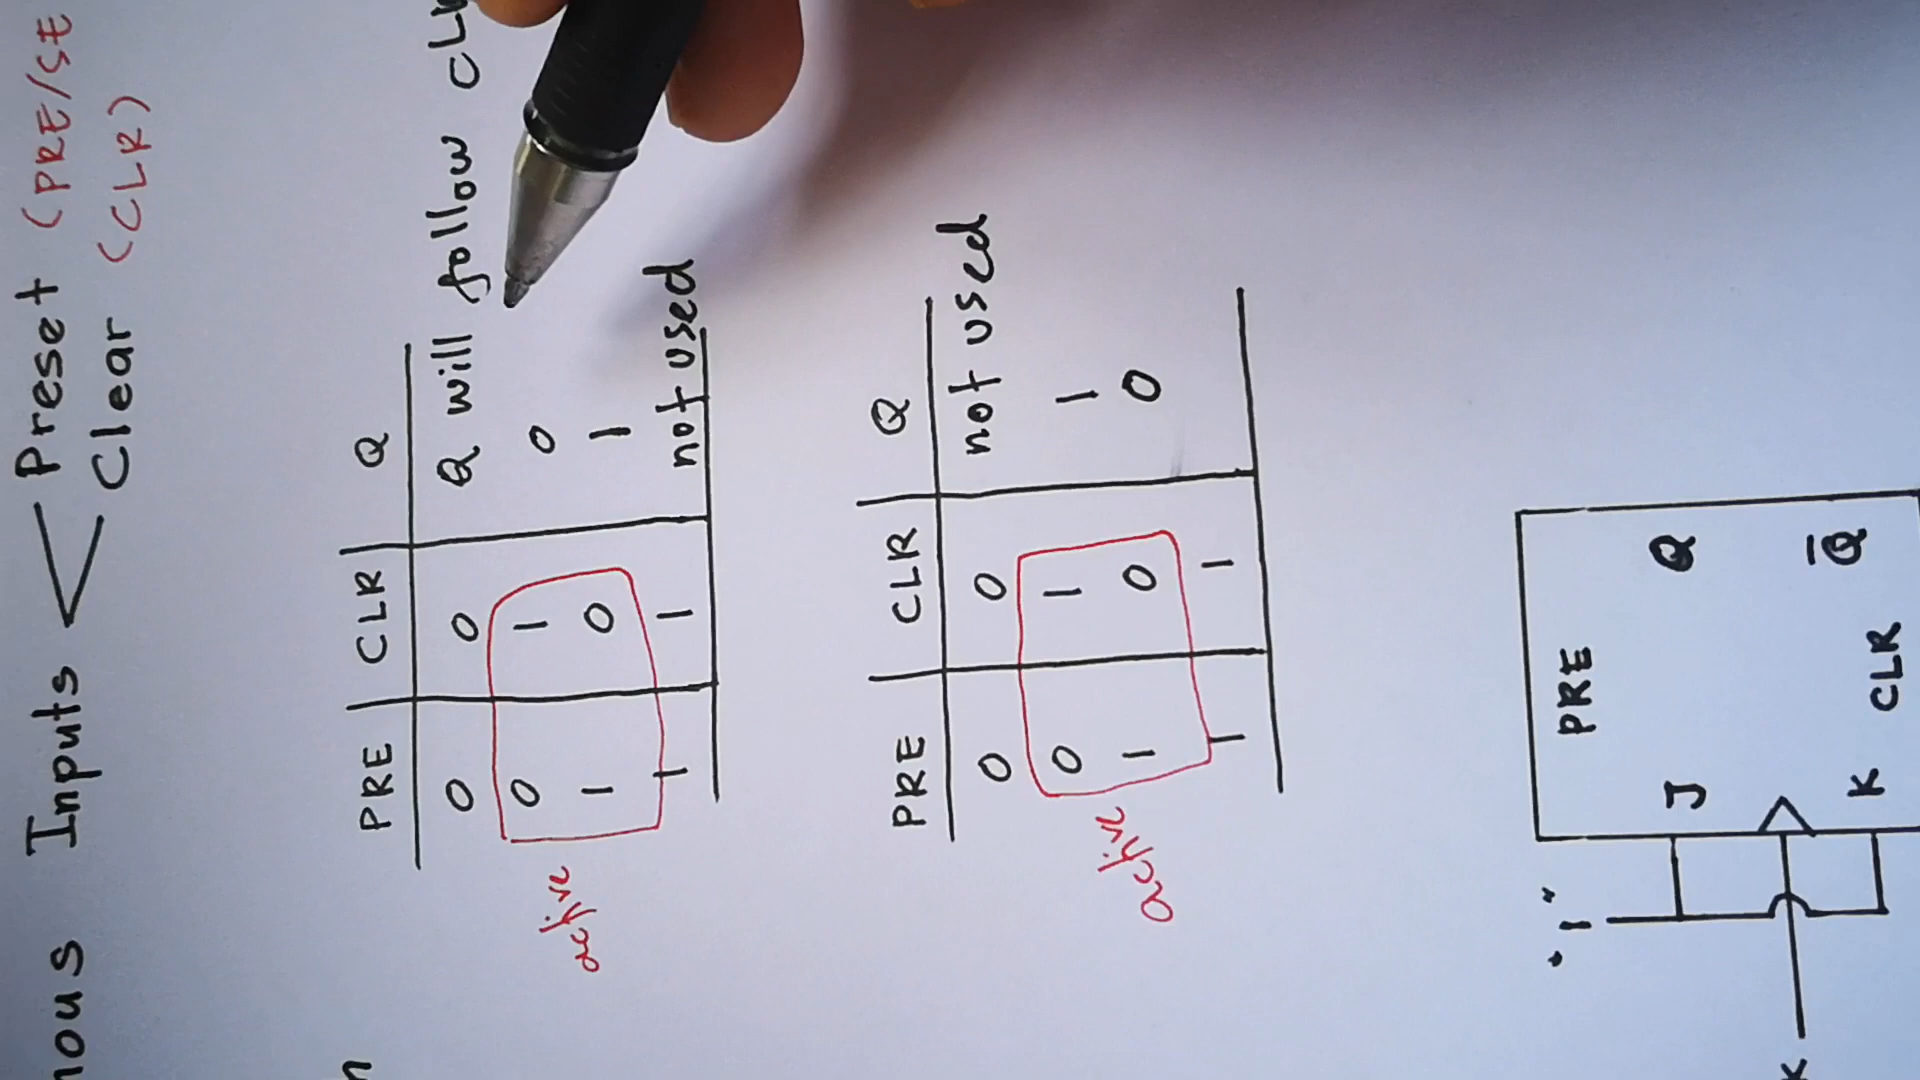 nous Inputs < Preset (PRE/SE
Clear (CLR)
PRE CLR Q
0 0 Q will follow CL
0 1 0
1 0 1
1 1 not used
active
PRE CLR Q
0 0 not used
0 1 1
1 0 0
1 1
active
"1"
PRE
J Q
K Q̅
CLR
K
n